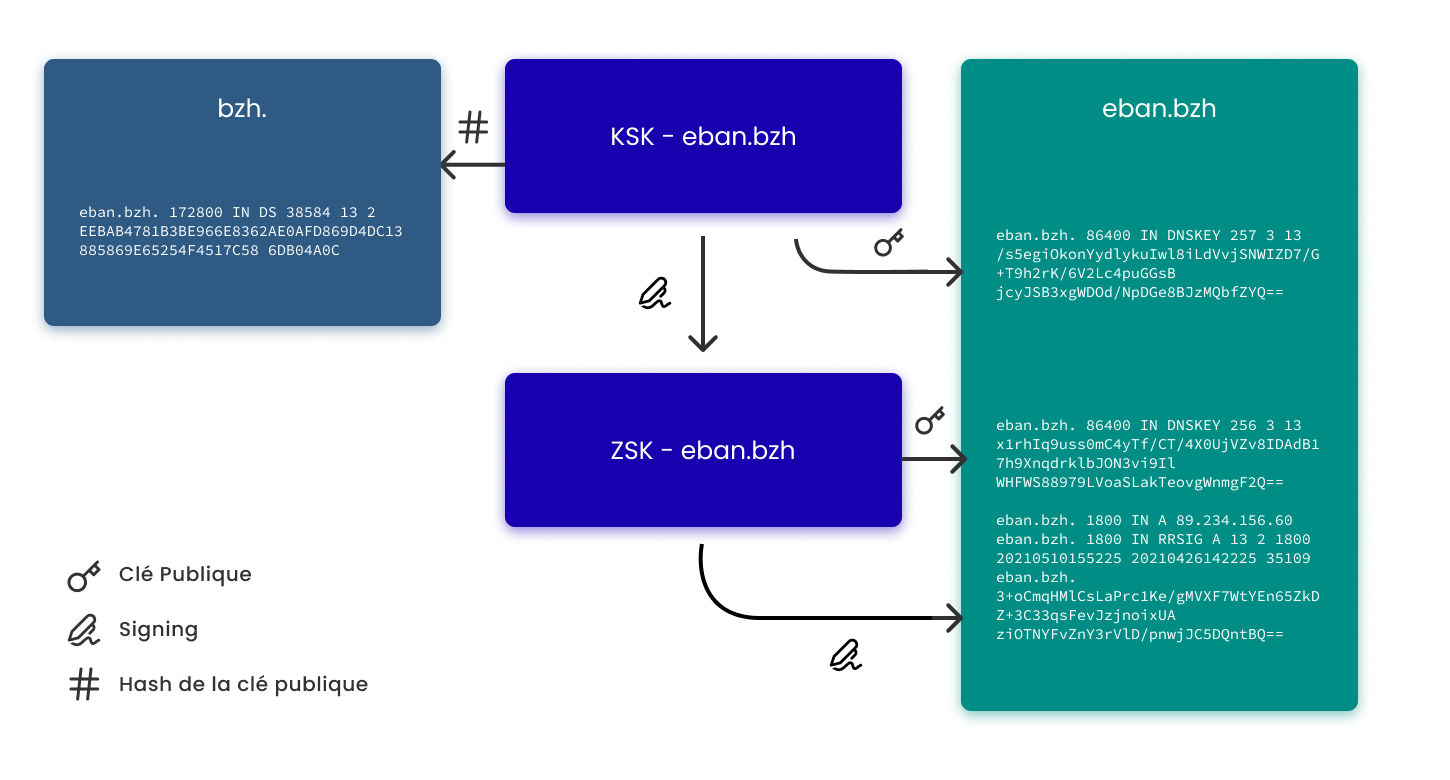 bzh.
eban.bzh. 172800 IN DS 38584 13 2
EEBAB4781B3BE966E8362AE0AFD869D4DC13
885869E65254F4517C58 6DB04A0C
KSK - eban.bzh
ZSK - eban.bzh
eban.bzh
eban.bzh. 86400 IN DNSKEY 257 3 13
/s5egiOkonYydlykuIwl8iLdVvjSNWIZD7/G
+T9h2rK/6V2Lc4puGGsB
jcyJSB3xgWDOd/NpDGe8BJzMQbfZYQ==
eban.bzh. 86400 IN DNSKEY 256 3 13
x1rhIq9uss0mC4yTf/CT/4X0UjVZv8IDAdB1
7h9XnqdrklbJON3vi9Il
WHFWS88979LVoaSLakTeovgWnmgF2Q==
eban.bzh. 1800 IN A 89.234.156.60
eban.bzh. 1800 IN RRSIG A 13 2 1800
20210510155225 20210426142225 35109
eban.bzh.
3+oCmqHMlCsLaPrc1Ke/gMVXF7WtYEn65ZkD
Z+3C33qsFevJzjnoixUA
ziOTNYFvZnY3rVlD/pnwjJC5DQntBQ==
Clé Publique
Signing
Hash de la clé publique